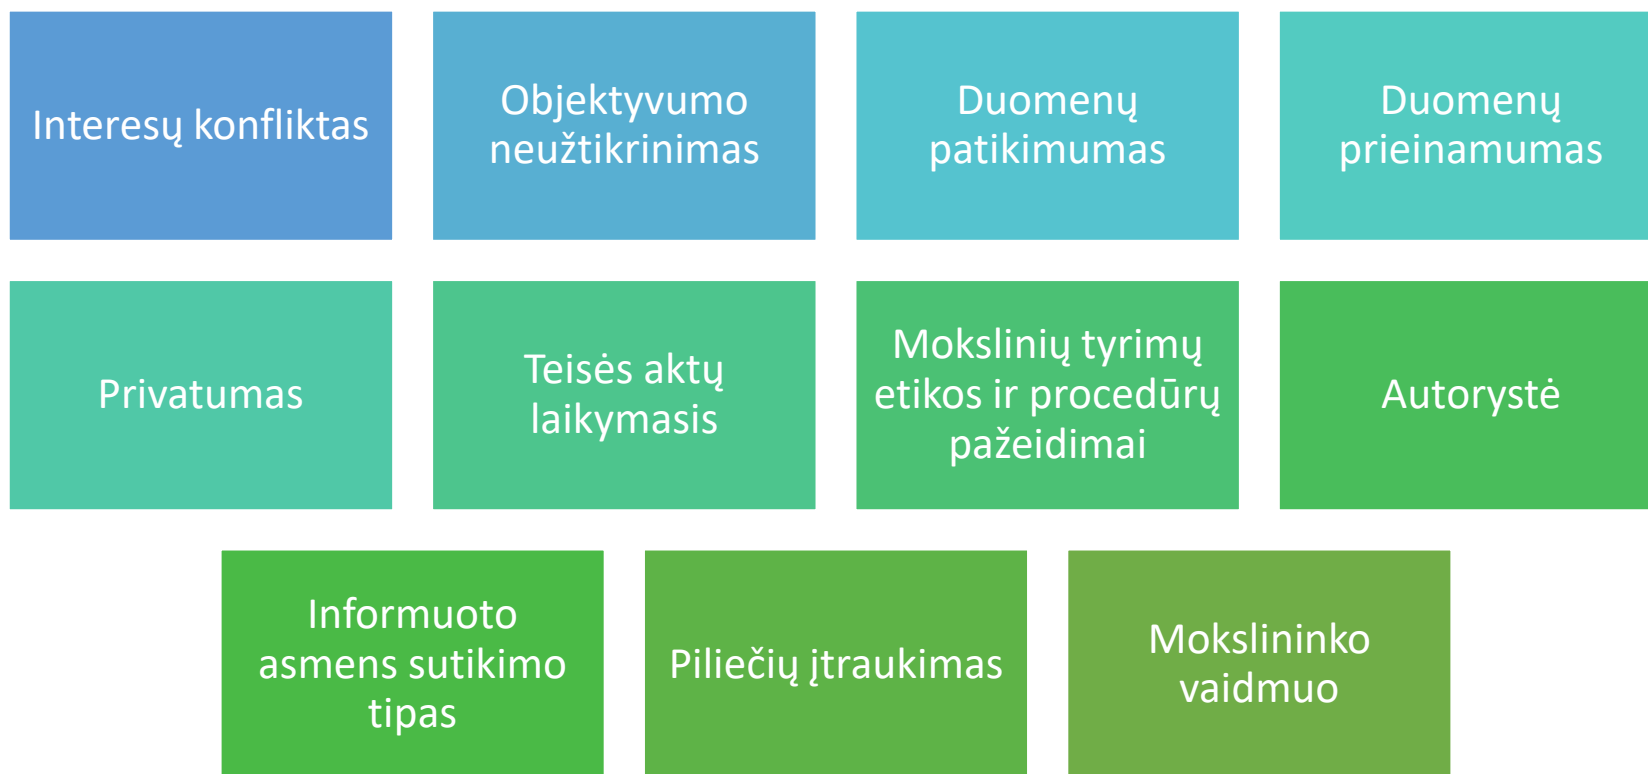 Interesų konfliktas
Objektyvumo
neužtikrinimas
Duomenų
patikimumas
Duomenų
prieinamumas
Privatumas
Teisės aktų
laikymasis
Mokslinių tyrimų
etikos ir procedūrų
pažeidimai
Autorystė
Informuoto
asmens sutikimo
tipas
Piliečių įtraukimas
Mokslininko
vaidmuo